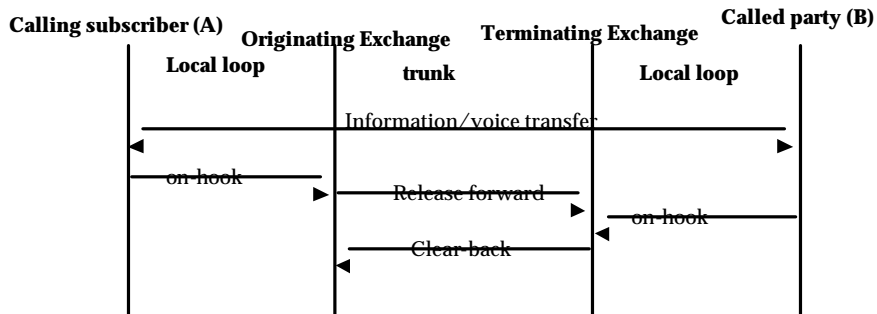 Calling subscriber (A)
Originating Exchange
Terminating Exchange
Called party (B)
Local loop
trunk
Local loop
Information/voice transfer
on-hook
Release forward
on-hook
Clear-back